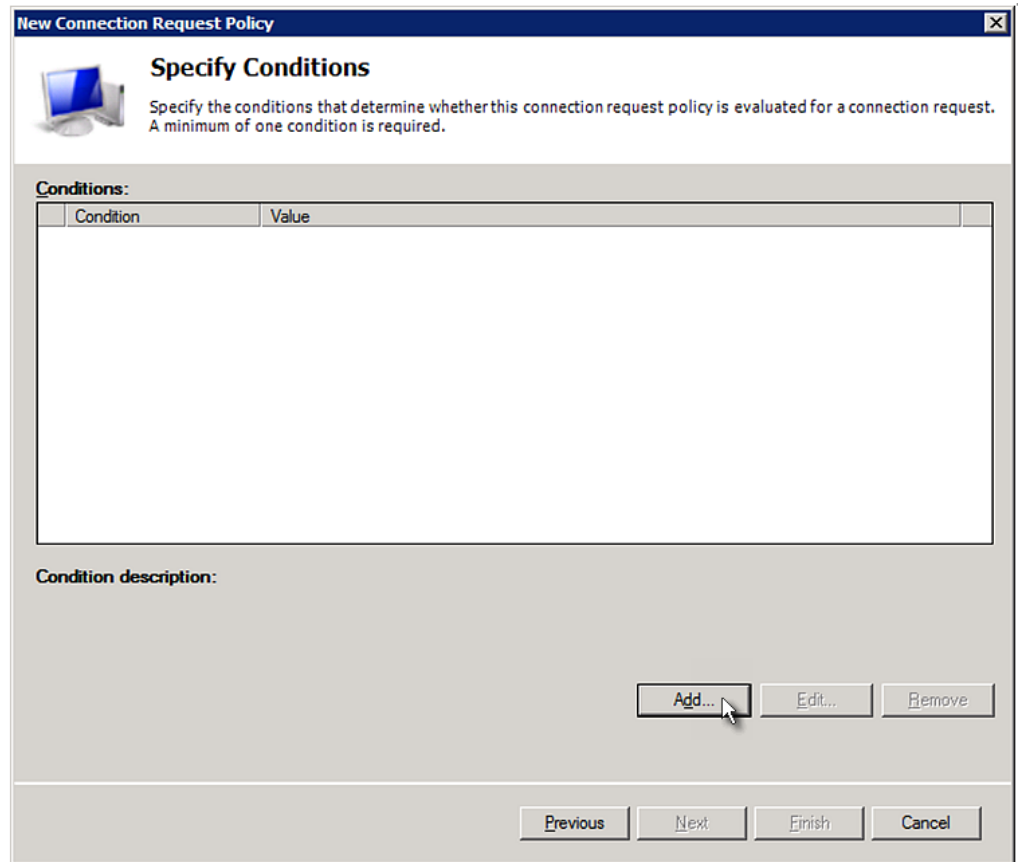 New Connection Request Policy
Specify Conditions
Specify the conditions that determine whether this connection request policy is evaluated for a connection request.
A minimum of one condition is required.
Conditions:
Condition Value
Condition description:
Add... Edit... Remove
Previous Next Finish Cancel